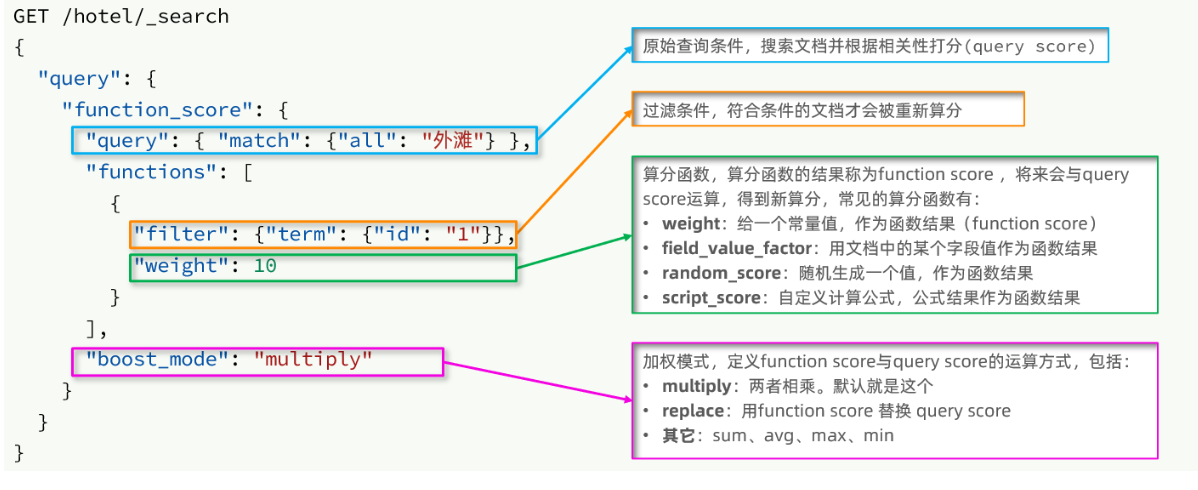 GET /hotel/_search
{
  "query": {
    "function_score": {
      "query": { "match": {"all": "外滩"} },
      "functions": [
        {
          "filter": {"term": {"id": "1"}},
          "weight": 10
        }
      ],
      "boost_mode": "multiply"
    }
  }
}
原始查询条件，搜索文档并根据相关性打分(query score)
过滤条件，符合条件的文档才会被重新算分
算分函数，算分函数的结果称为function score ，将来会与query
score运算，得到新算分，常见的算分函数有：
• weight：给一个常量值，作为函数结果（function score）
• field_value_factor：用文档中的某个字段值作为函数结果
• random_score：随机生成一个值，作为函数结果
• script_score：自定义计算公式，公式结果作为函数结果
加权模式，定义function score与query score的运算方式，包括：
• multiply：两者相乘。默认就是这个
• replace：用function score 替换 query score
• 其它：sum、avg、max、min